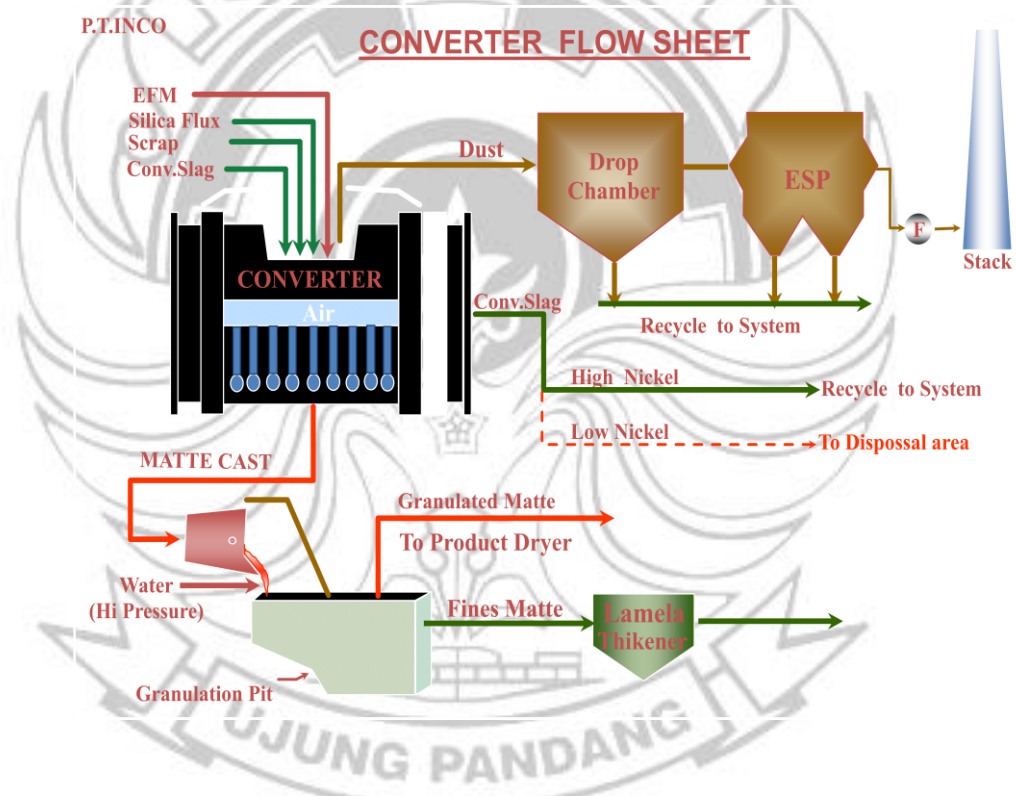 P.T.INCO
CONVERTER FLOW SHEET
EFM
Silica Flux
Scrap
Conv.Slag
Dust
Drop
Chamber
ESP
F
Stack
CONVERTER
Air
Conv.Slag
Recycle to System
High Nickel
Recycle to System
Low Nickel
To Dispossal area
MATTE CAST
Granulated Matte
To Product Dryer
Water
(Hi Pressure)
Fines Matte
Lamela
Thikener
Granulation Pit
UJUNG PANDANG